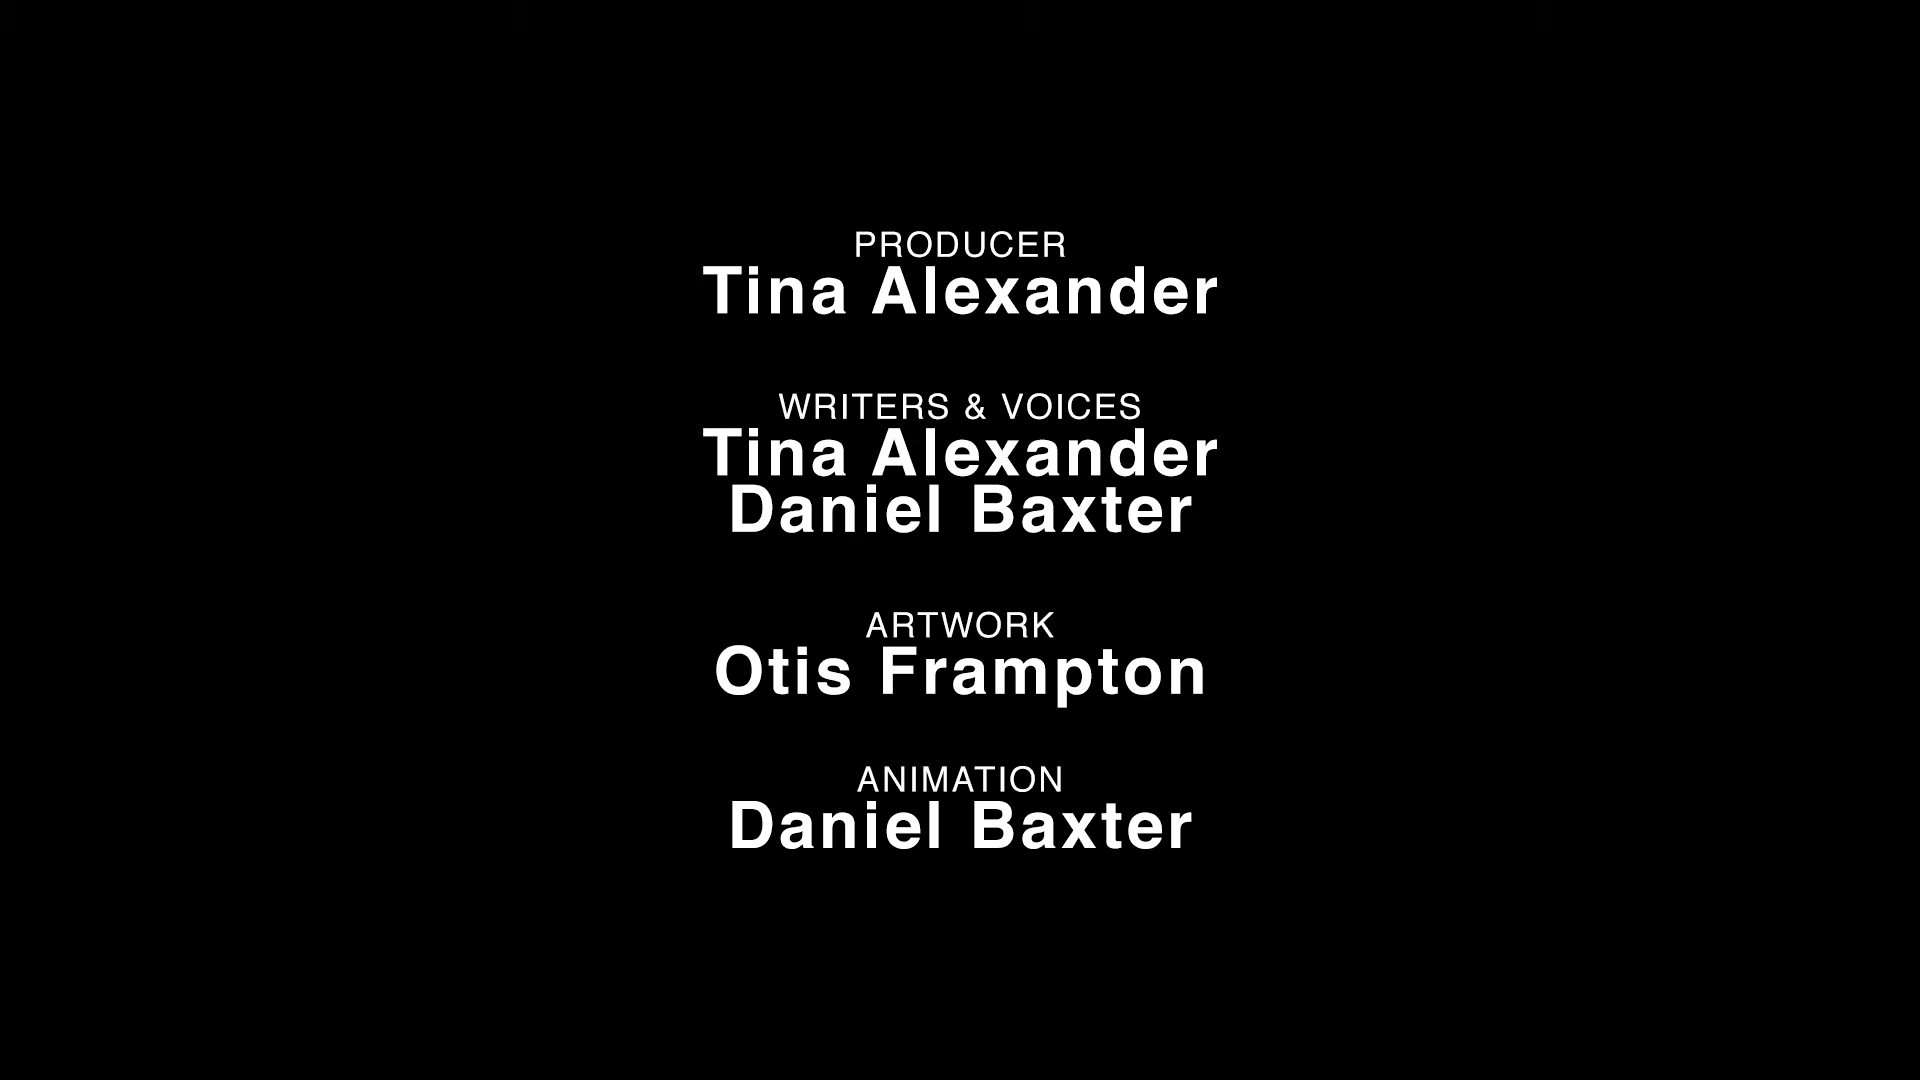 PRODUCER
Tina Alexander
WRITERS & VOICES
Tina Alexander
Daniel Baxter
ARTWORK
Otis Frampton
ANIMATION
Daniel Baxter